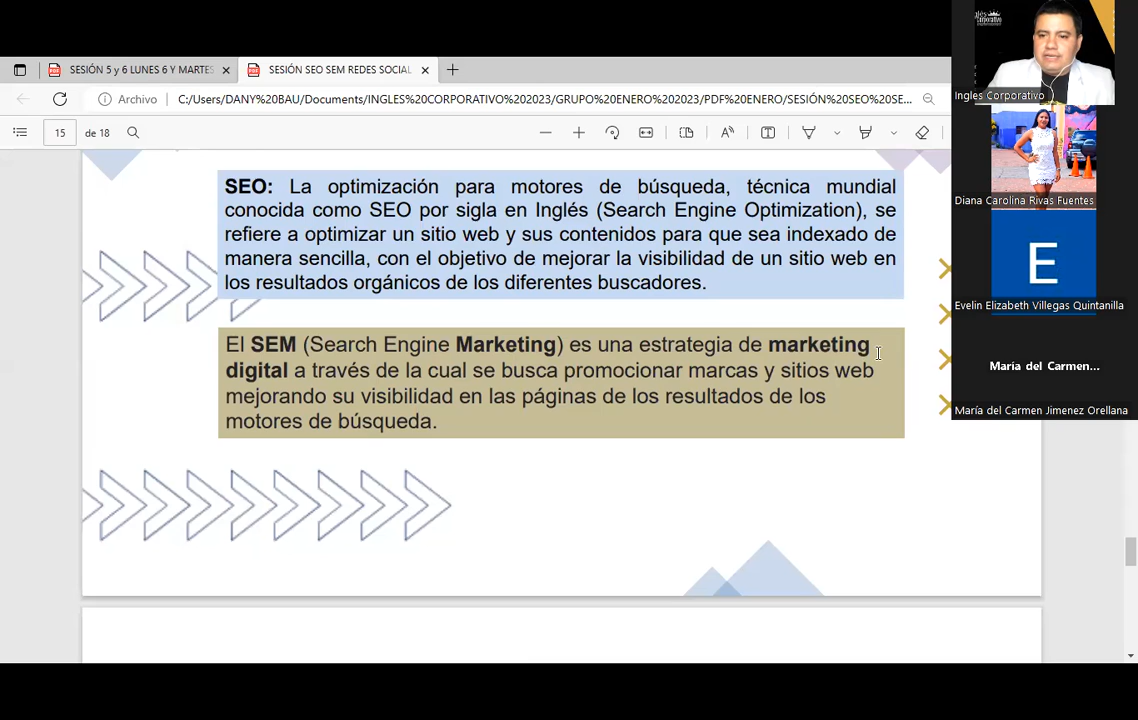 SESIÓN 5 y 6 LUNES 6 Y MARTES
SESIÓN SEO SEM REDES SOCIAL
Archivo
C:/Users/DANY%20BAU/Documents/INGLES%20CORPORATIVO%202023/GRUPO%20ENERO%202023/PDF%20ENERO/SESIÓN%20SEO%20SE...
15
de 18
SEO: La optimización para motores de búsqueda, técnica mundial
conocida como SEO por sigla en Inglés (Search Engine Optimization), se
refiere a optimizar un sitio web y sus contenidos para que sea indexado de
manera sencilla, con el objetivo de mejorar la visibilidad de un sitio web en
los resultados orgánicos de los diferentes buscadores.
El SEM (Search Engine Marketing) es una estrategia de marketing
digital a través de la cual se busca promocionar marcas y sitios web
mejorando su visibilidad en las páginas de los resultados de los
motores de búsqueda.
Ingles Corporativo
Diana Carolina Rivas Fuentes
E
Evelin Elizabeth Villegas Quintanilla
María del Carmen...
María del Carmen Jimenez Orellana